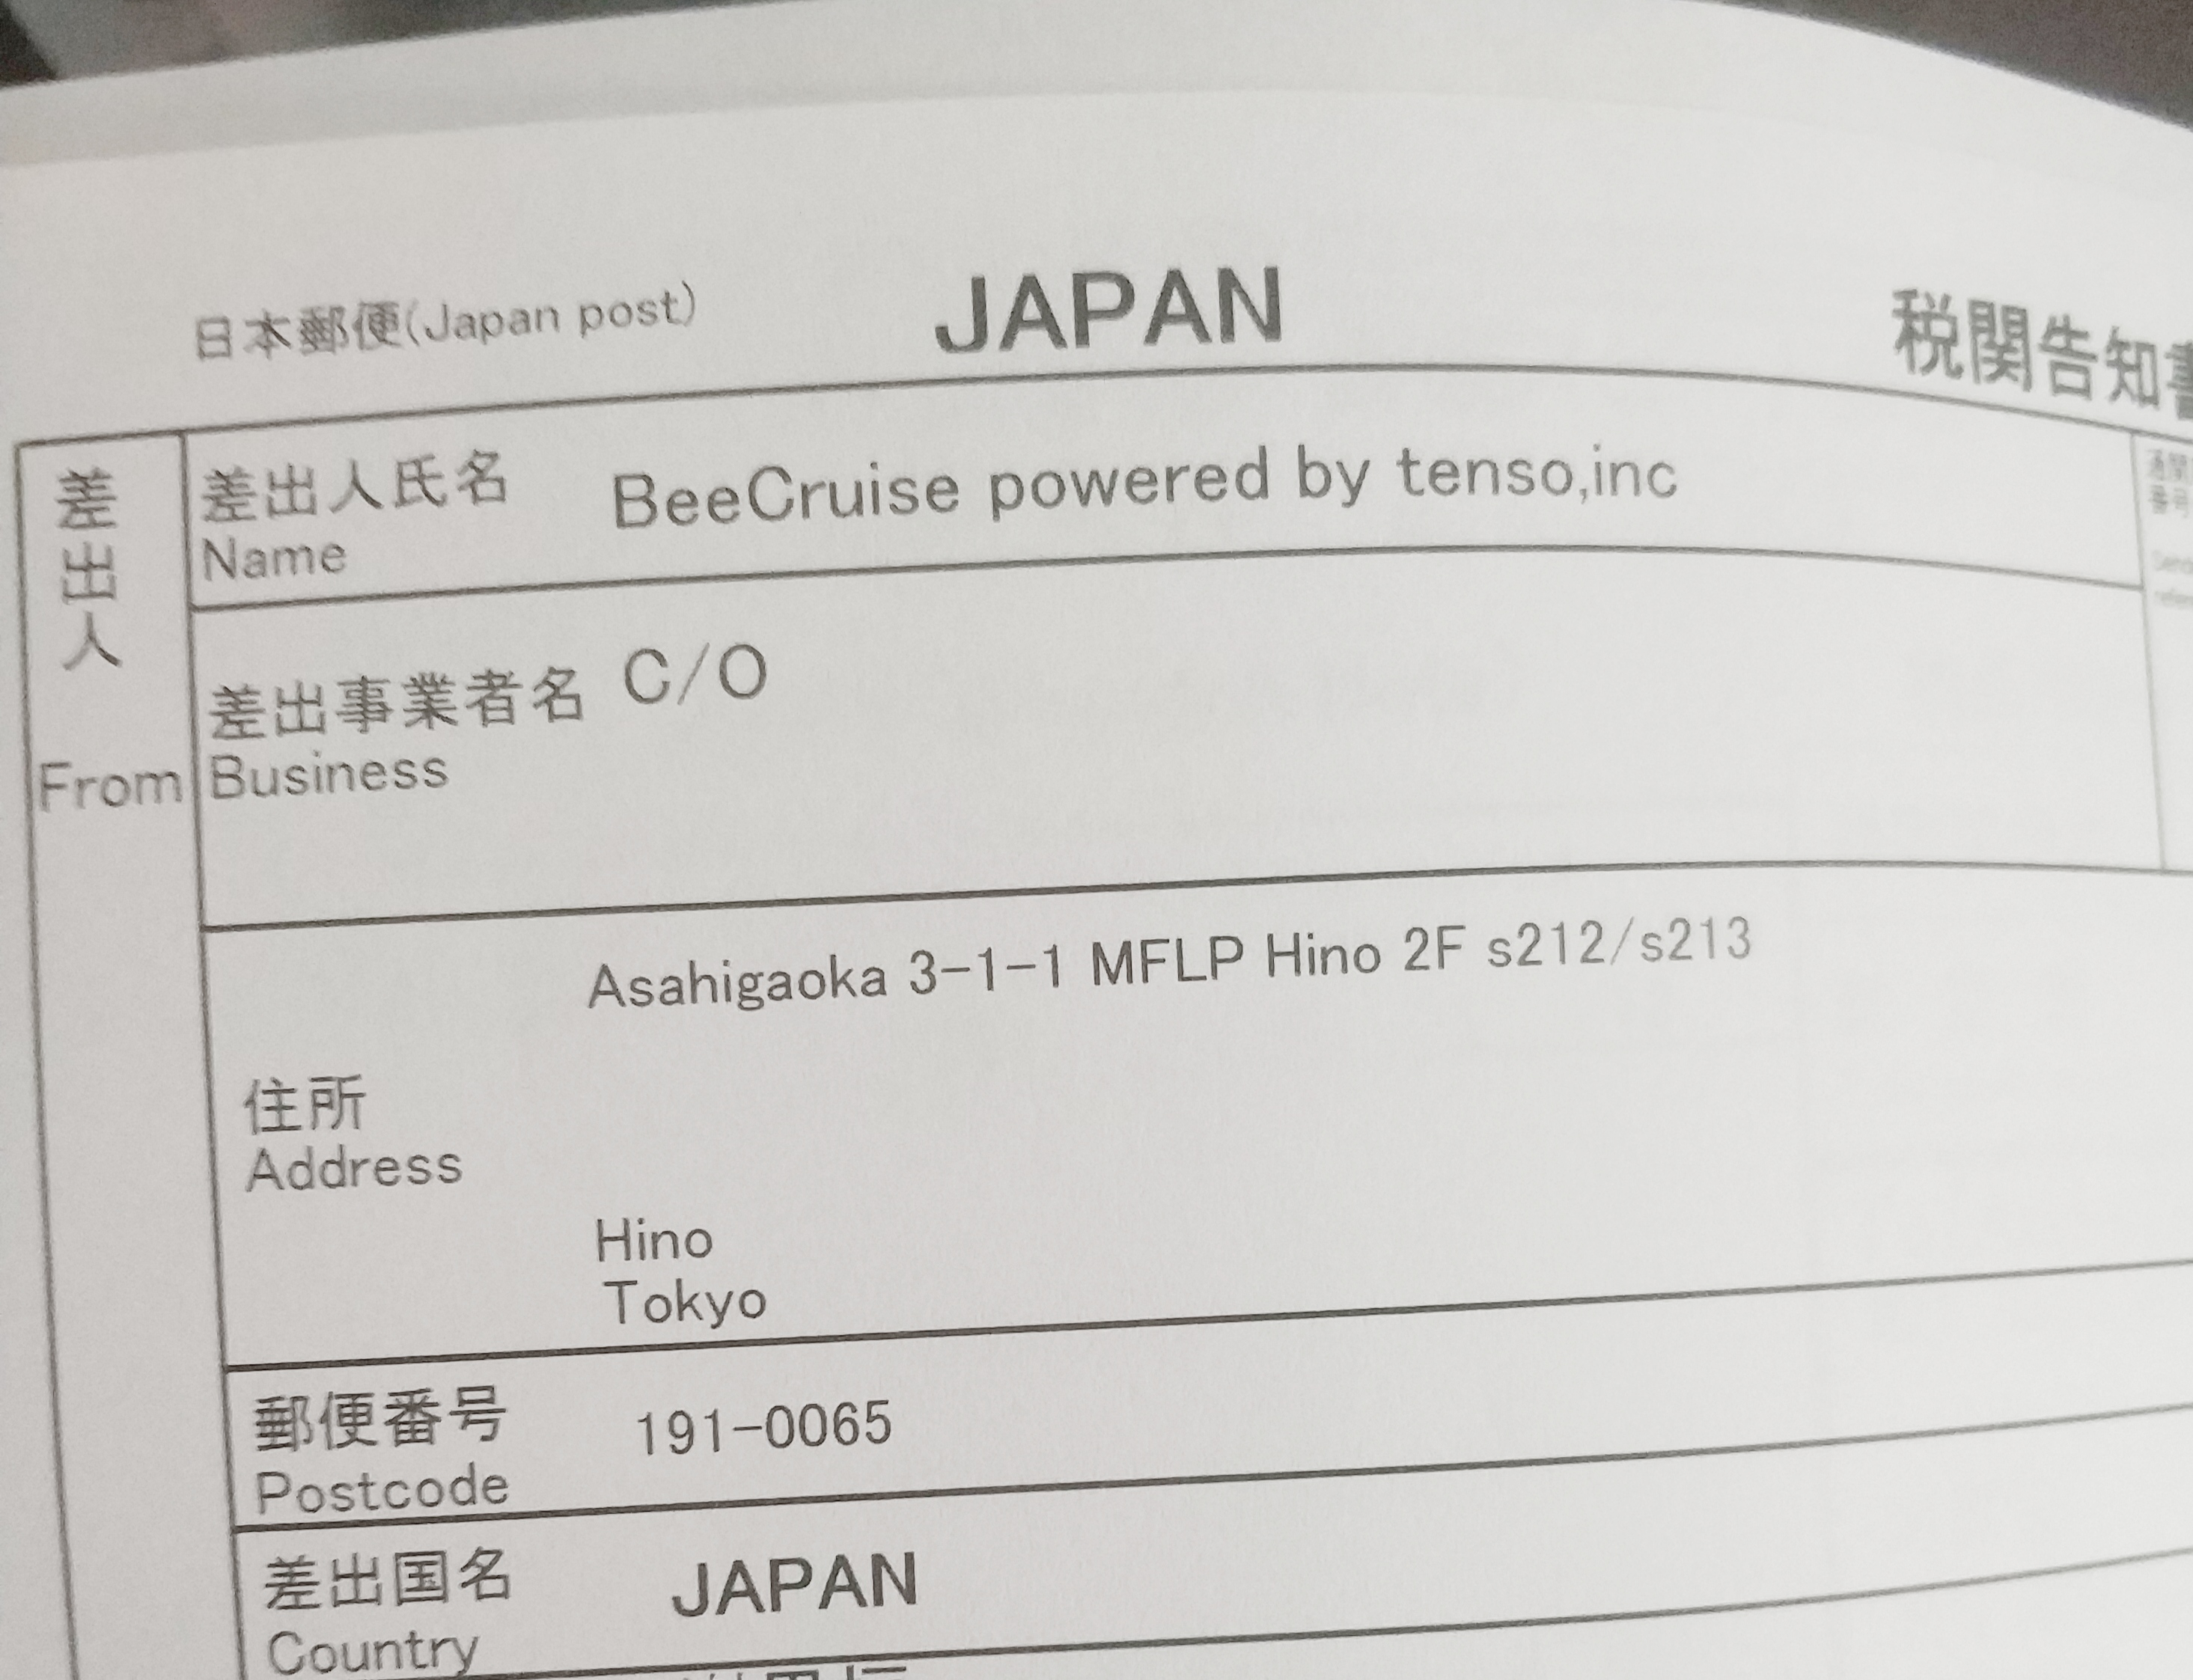 日本郵便(Japan post)
JAPAN
税関告知書
差出人
From
差出人氏名
Name
BeeCruise powered by tenso,inc
差出事業者名
Business
C/O
住所
Address
Asahigaoka 3-1-1 MFLP Hino 2F s212/s213
Hino
Tokyo
郵便番号
Postcode
191-0065
差出国名
Country
JAPAN